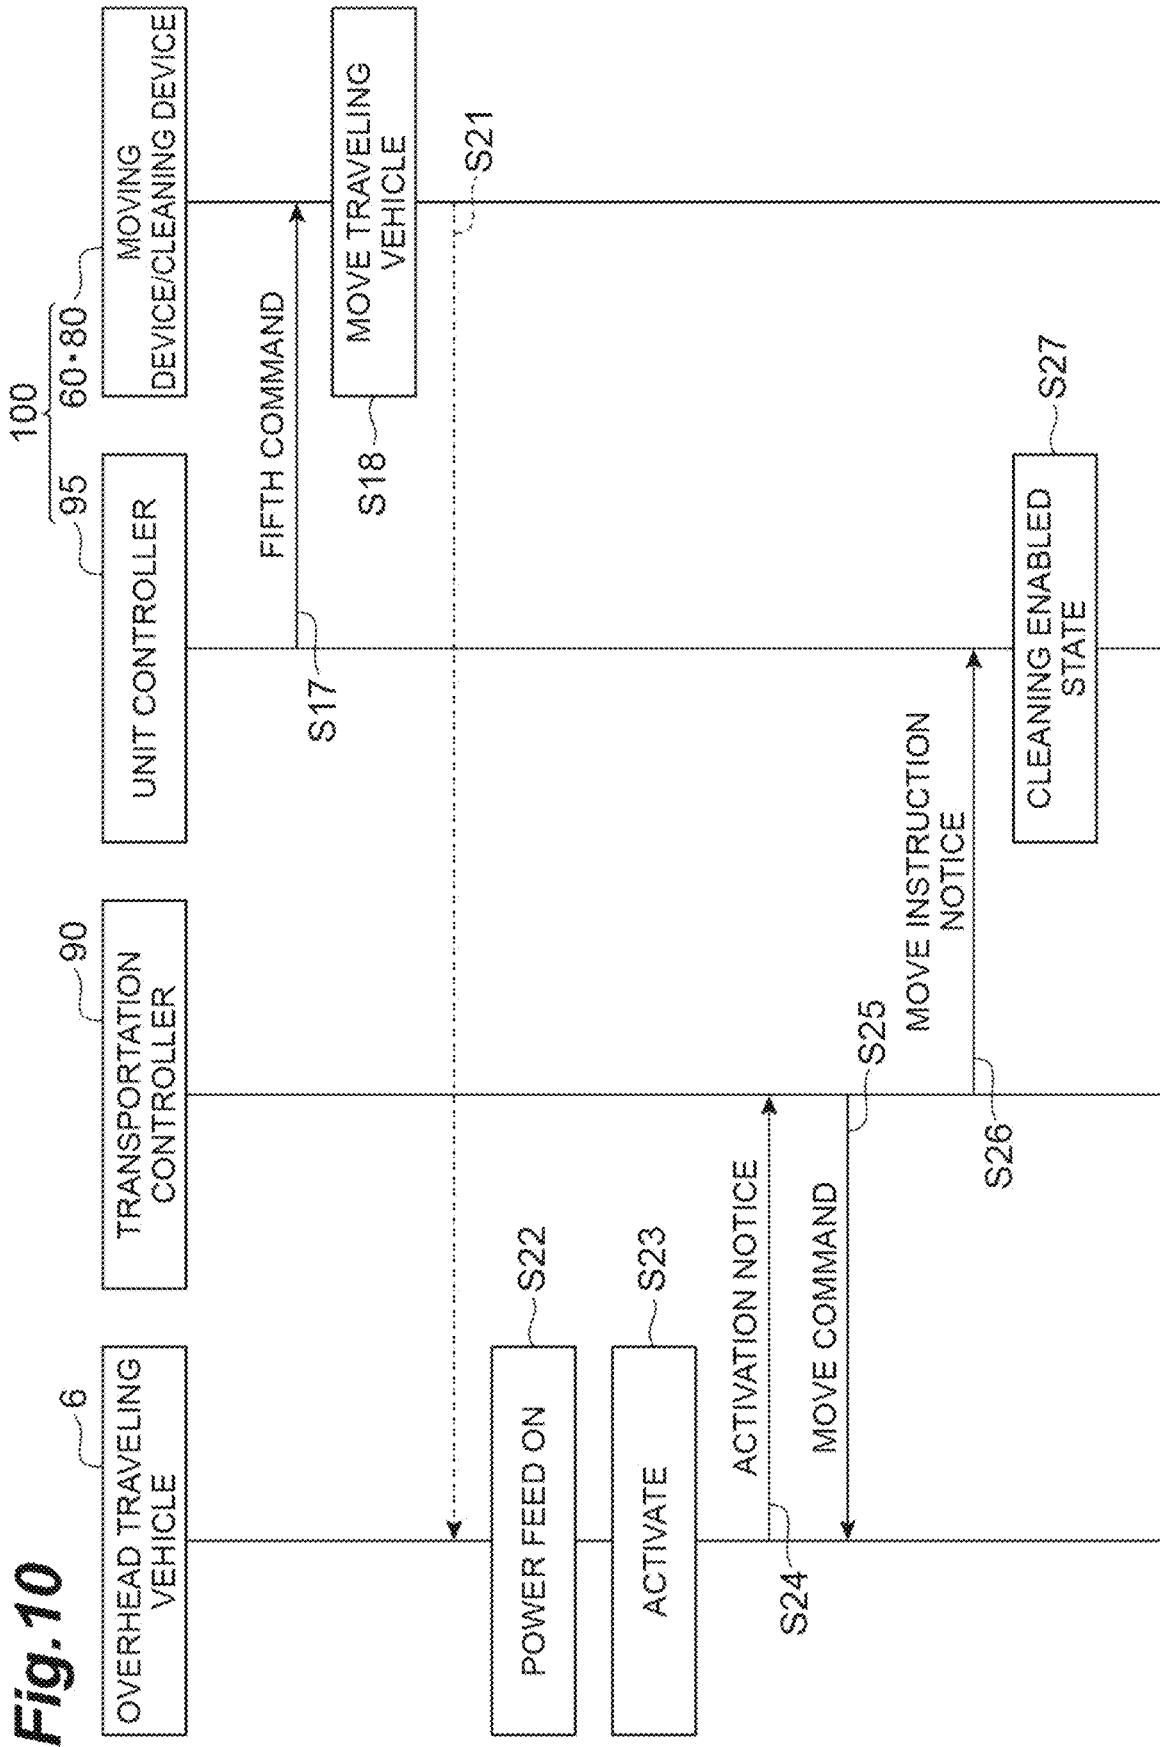 Fig.10
6
OVERHEAD TRAVELING
VEHICLE
90
TRANSPORTATION
CONTROLLER
100
95
UNIT CONTROLLER
60·80
MOVING
DEVICE/CLEANING DEVICE
FIFTH COMMAND
S17
MOVE TRAVELING
VEHICLE
S18
S21
POWER FEED ON
S22
ACTIVATE
S23
ACTIVATION NOTICE
S24
MOVE COMMAND
S25
MOVE INSTRUCTION
NOTICE
S26
CLEANING ENABLED
STATE
S27